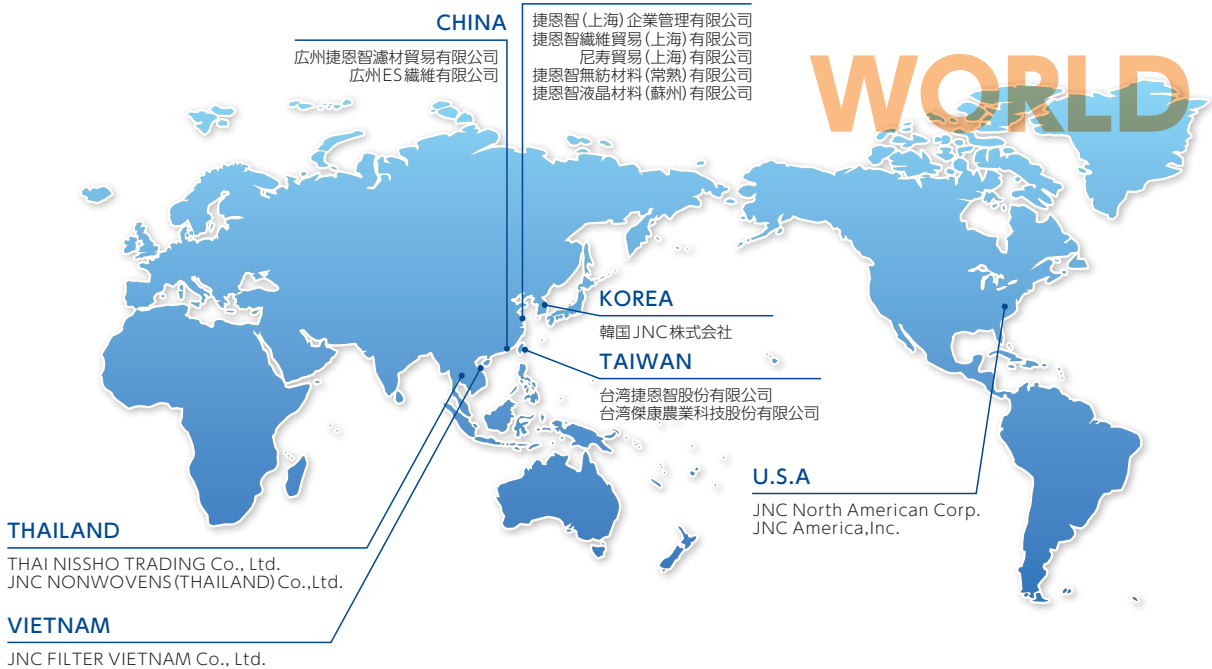 WORLD
CHINA
広州捷恩智濾材貿易有限公司
広州ES繊維有限公司
捷恩智(上海)企業管理有限公司
捷恩智繊維貿易(上海)有限公司
尼寿貿易(上海)有限公司
捷恩智無紡材料(常熟)有限公司
捷恩智液晶材料(蘇州)有限公司
KOREA
韓国JNC株式会社
TAIWAN
台湾捷恩智股份有限公司
台湾傑康農業科技股份有限公司
U.S.A
JNC North American Corp.
JNC America,Inc.
THAILAND
THAI NISSHO TRADING Co., Ltd.
JNC NONWOVENS(THAILAND)Co.,Ltd.
VIETNAM
JNC FILTER VIETNAM Co., Ltd.